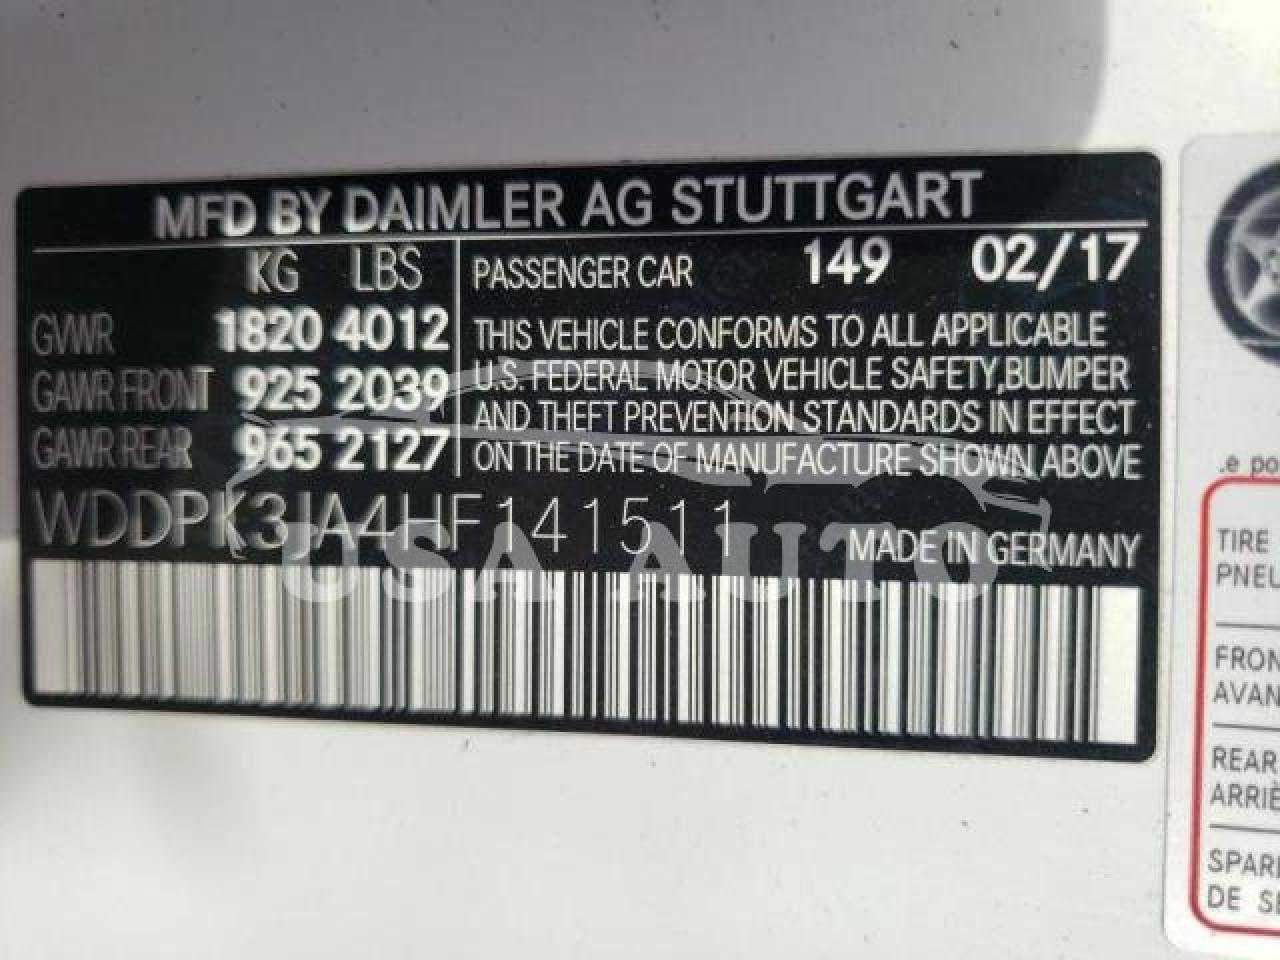 MFD BY DAIMLER AG STUTTGART
KG LBS
PASSENGER CAR 149 02/17
GVWR 1820 4012
GAWR FRONT 925 2039
GAWR REAR 965 2127
THIS VEHICLE CONFORMS TO ALL APPLICABLE
U.S. FEDERAL MOTOR VEHICLE SAFETY,BUMPER
AND THEFT PREVENTION STANDARDS IN EFFECT
ON THE DATE OF MANUFACTURE SHOWN ABOVE
WDDPK3JA4HF141511
MADE IN GERMANY
USA AUTO
.e po
TIRE
PNEU
FRON
AVAN
REAR
ARRIÈ
SPARE
DE SE